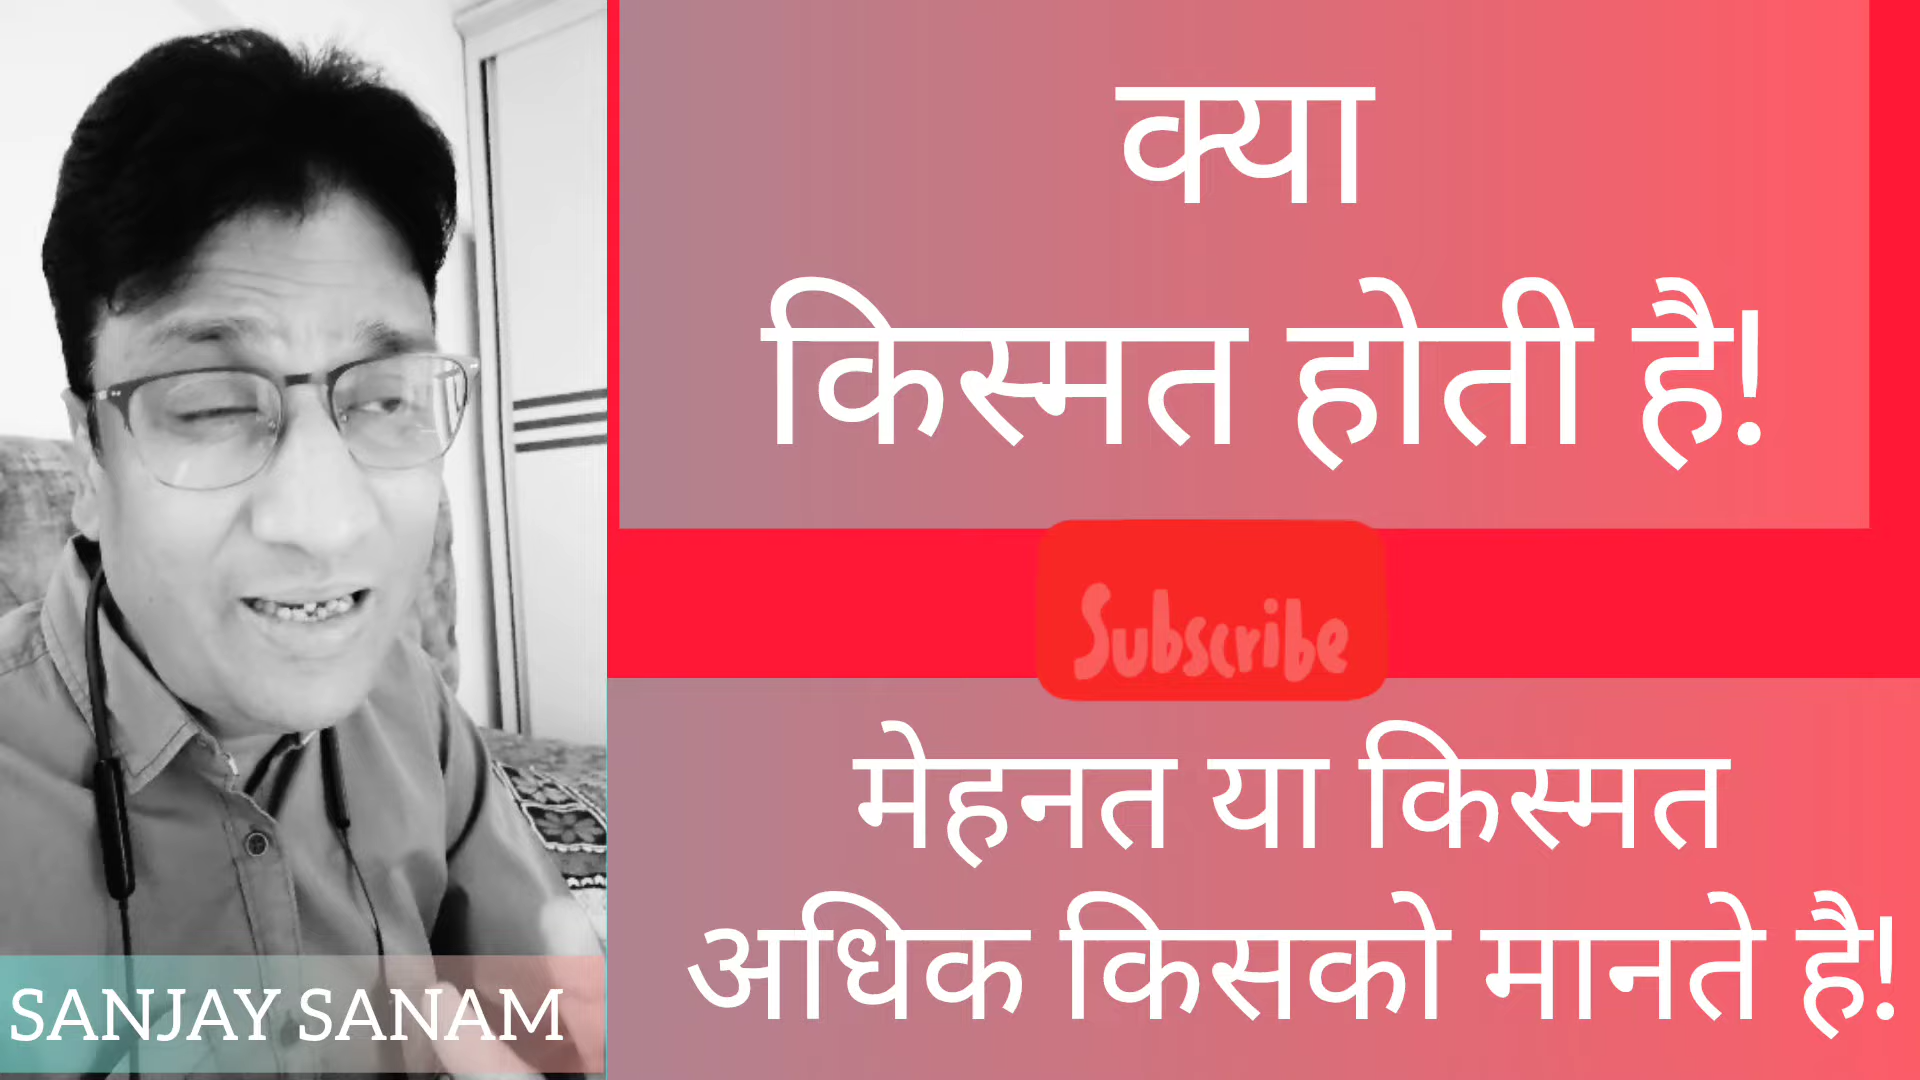 क्या
किस्मत होती है!
Subscribe
मेहनत या किस्मत
अधिक किसको मानते है!
SANJAY SANAM